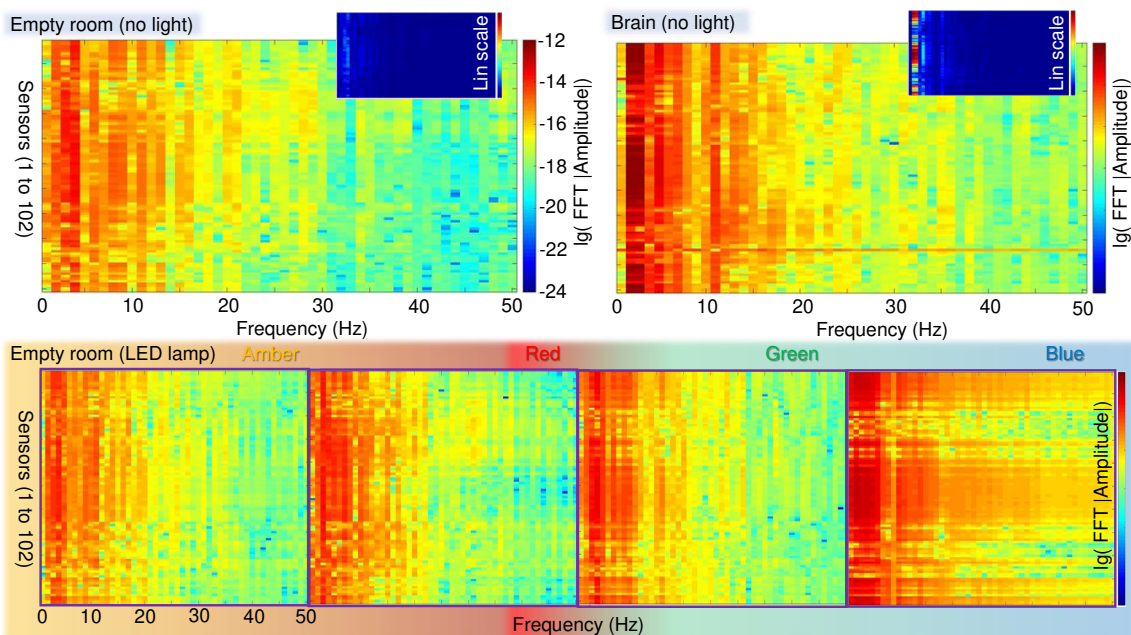 Empty room (no light)
Lin scale
-12
-14
-16
-18
-20
-22
-24
lg( FFT |Amplitude|)
Sensors (1 to 102)
0 10 20 30 40 50
Frequency (Hz)
Brain (no light)
Lin scale
lg( FFT |Amplitude|)
0 10 20 30 40 50
Frequency (Hz)
Empty room (LED lamp) Amber Red Green Blue
Sensors (1 to 102)
lg( FFT |Amplitude|)
0 10 20 30 40 50
Frequency (Hz)